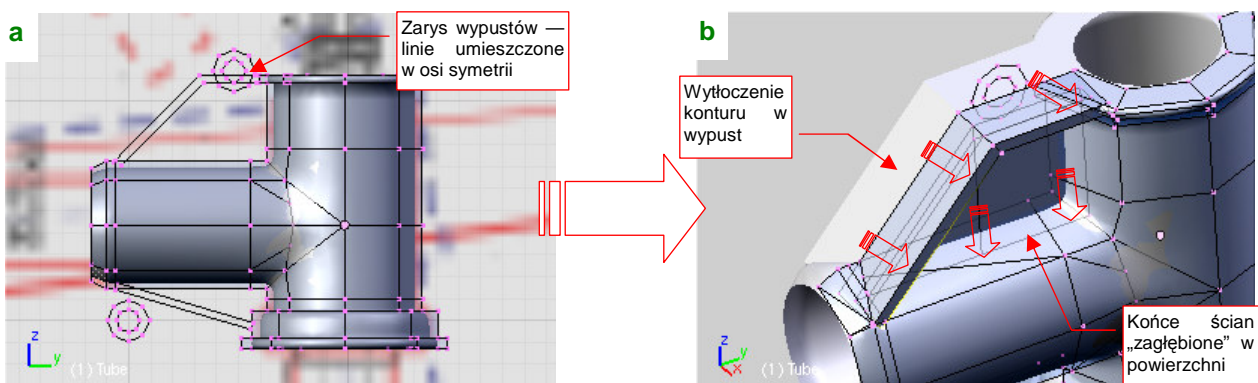 a
Zarys wypustów —
linie umieszczone
w osi symetrii
z
y
(1) Tube
b
Wytłoczenie
konturu w
wypust
Końce ścian
„zagłębione” w
powierzchni
z
y
x
(1) Tube